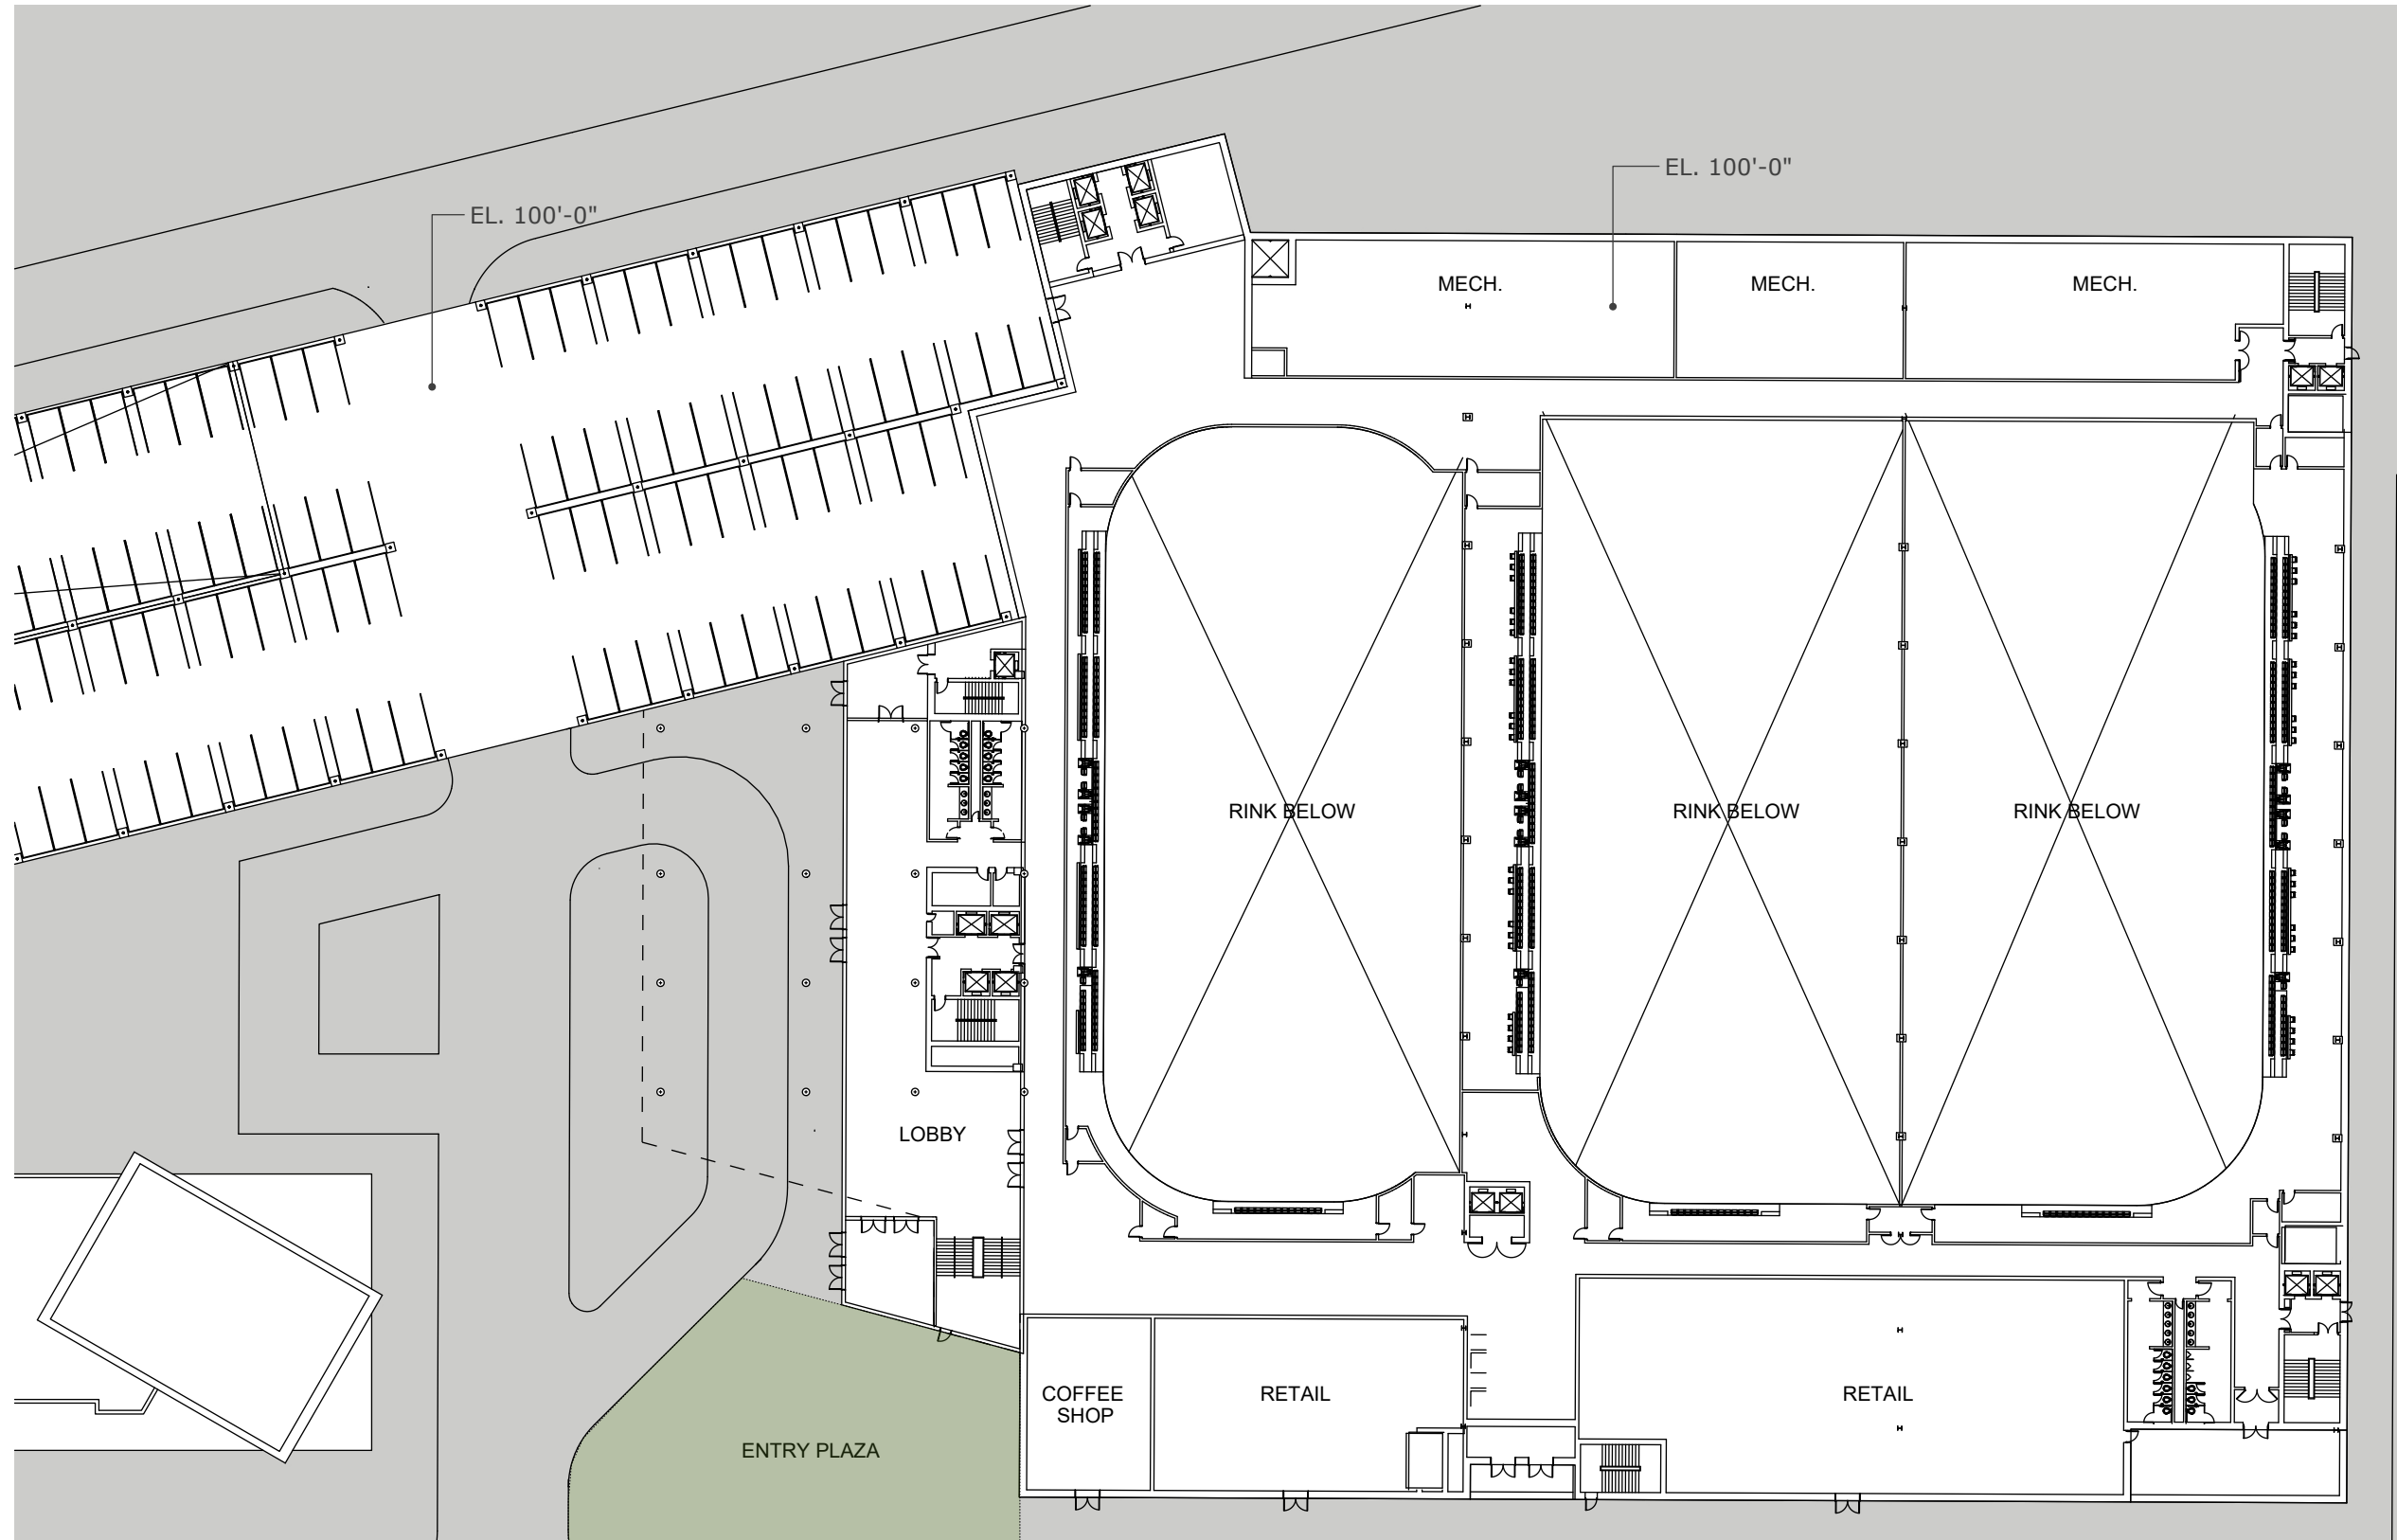 EL. 100'-0"
EL. 100'-0"
MECH.
MECH.
MECH.
RINK BELOW
RINK BELOW
RINK BELOW
LOBBY
COFFEE
SHOP
RETAIL
RETAIL
ENTRY PLAZA